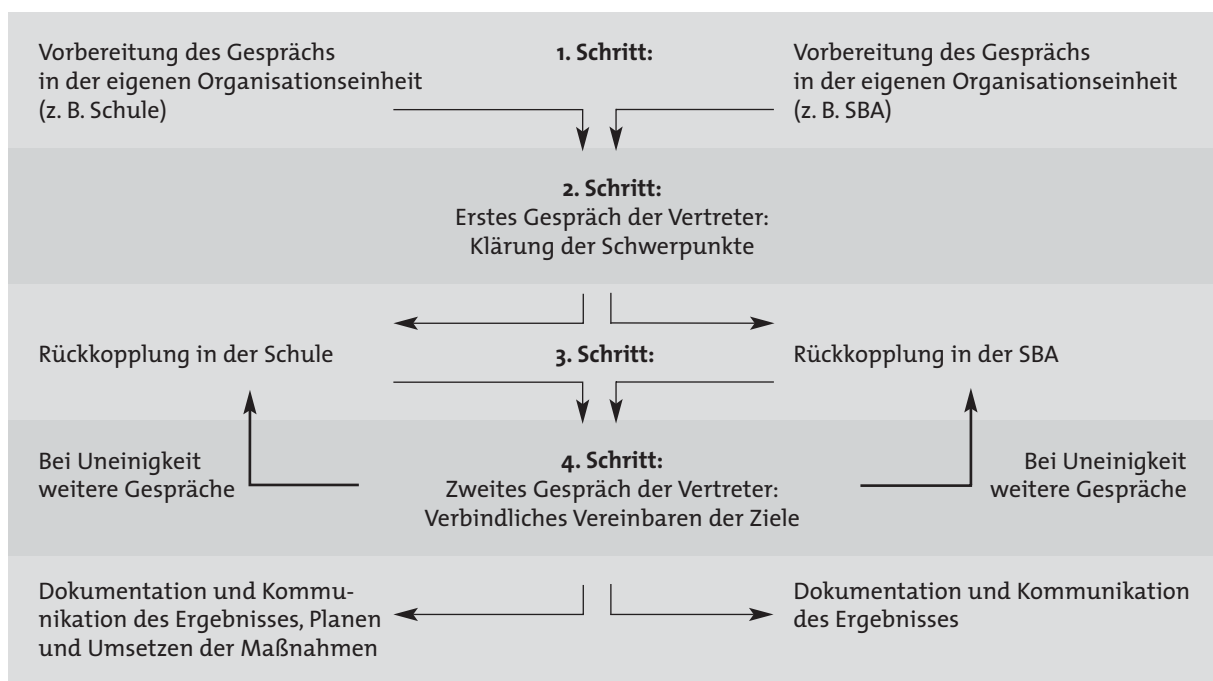 Vorbereitung des Gesprächs
in der eigenen Organisationseinheit
(z. B. Schule)
1. Schritt:
Vorbereitung des Gesprächs
in der eigenen Organisationseinheit
(z. B. SBA)
2. Schritt:
Erstes Gespräch der Vertreter:
Klärung der Schwerpunkte
Rückkopplung in der Schule
3. Schritt:
Rückkopplung in der SBA
Bei Uneinigkeit
weitere Gespräche
4. Schritt:
Zweites Gespräch der Vertreter:
Verbindliches Vereinbaren der Ziele
Bei Uneinigkeit
weitere Gespräche
Dokumentation und Kommu-
nikation des Ergebnisses, Planen
und Umsetzen der Maßnahmen
Dokumentation und Kommunikation
des Ergebnisses